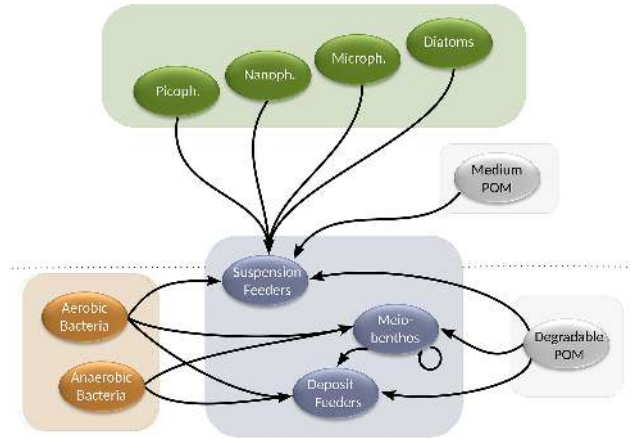 Diatoms
Microph.
Nanoph.
Picoph.
Medium
POM
Suspension
Feeders
Aerobic
Bacteria
Meio-
benthos
Degradable
POM
Anaerobic
Bacteria
Deposit
Feeders